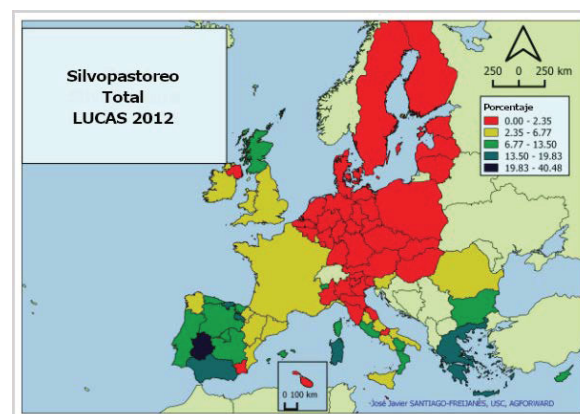 Silvopastoreo
Total
LUCAS 2012
250 0 250 km
Porcentaje
0.00 - 2.35
2.35 - 6.77
6.77 - 13.50
13.50 - 19.83
19.83 - 40.48
0 100 km
-José Javier SANTIAGO-FREIJANES, USC, AGFORWARD